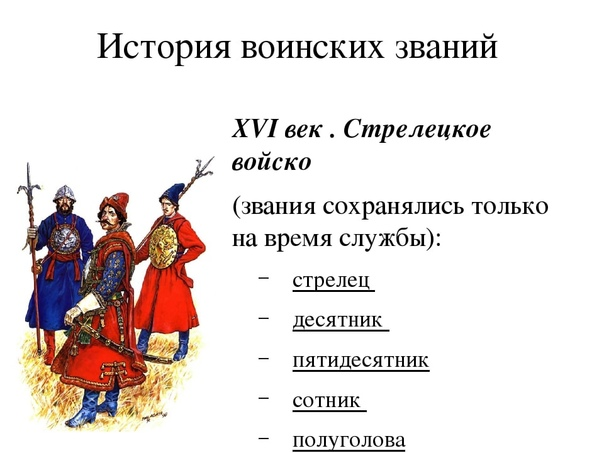 История воинских званий
XVI век . Стрелецкое
войско
(звания сохранялись только
на время службы):
– стрелец
– десятник
– пятидесятник
– сотник
– полуголова